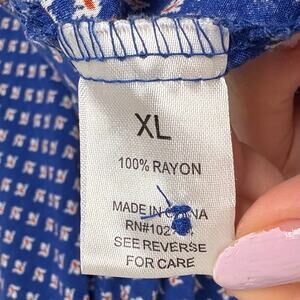 XL
100% RAYON
MADE IN
RN#102
SEE REVERSE
FOR CARE